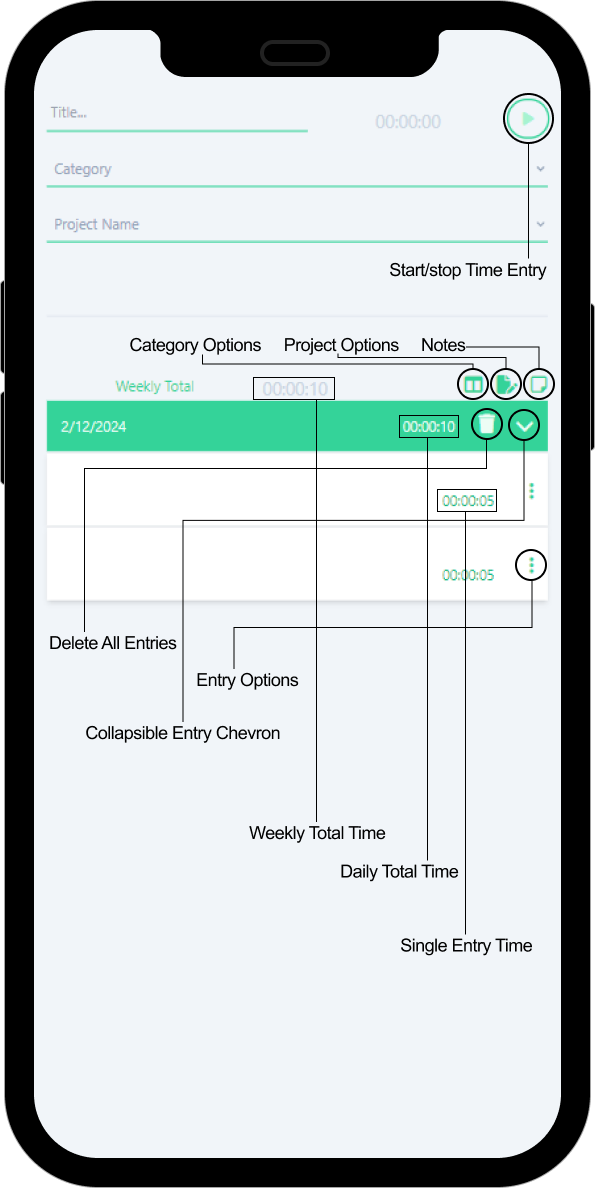 Title...
00:00:00
Category
Project Name
Start/stop Time Entry
Category Options
Project Options
Notes
Weekly Total
00:00:10
2/12/2024
00:00:10
00:00:05
00:00:05
Delete All Entries
Entry Options
Collapsible Entry Chevron
Weekly Total Time
Daily Total Time
Single Entry Time